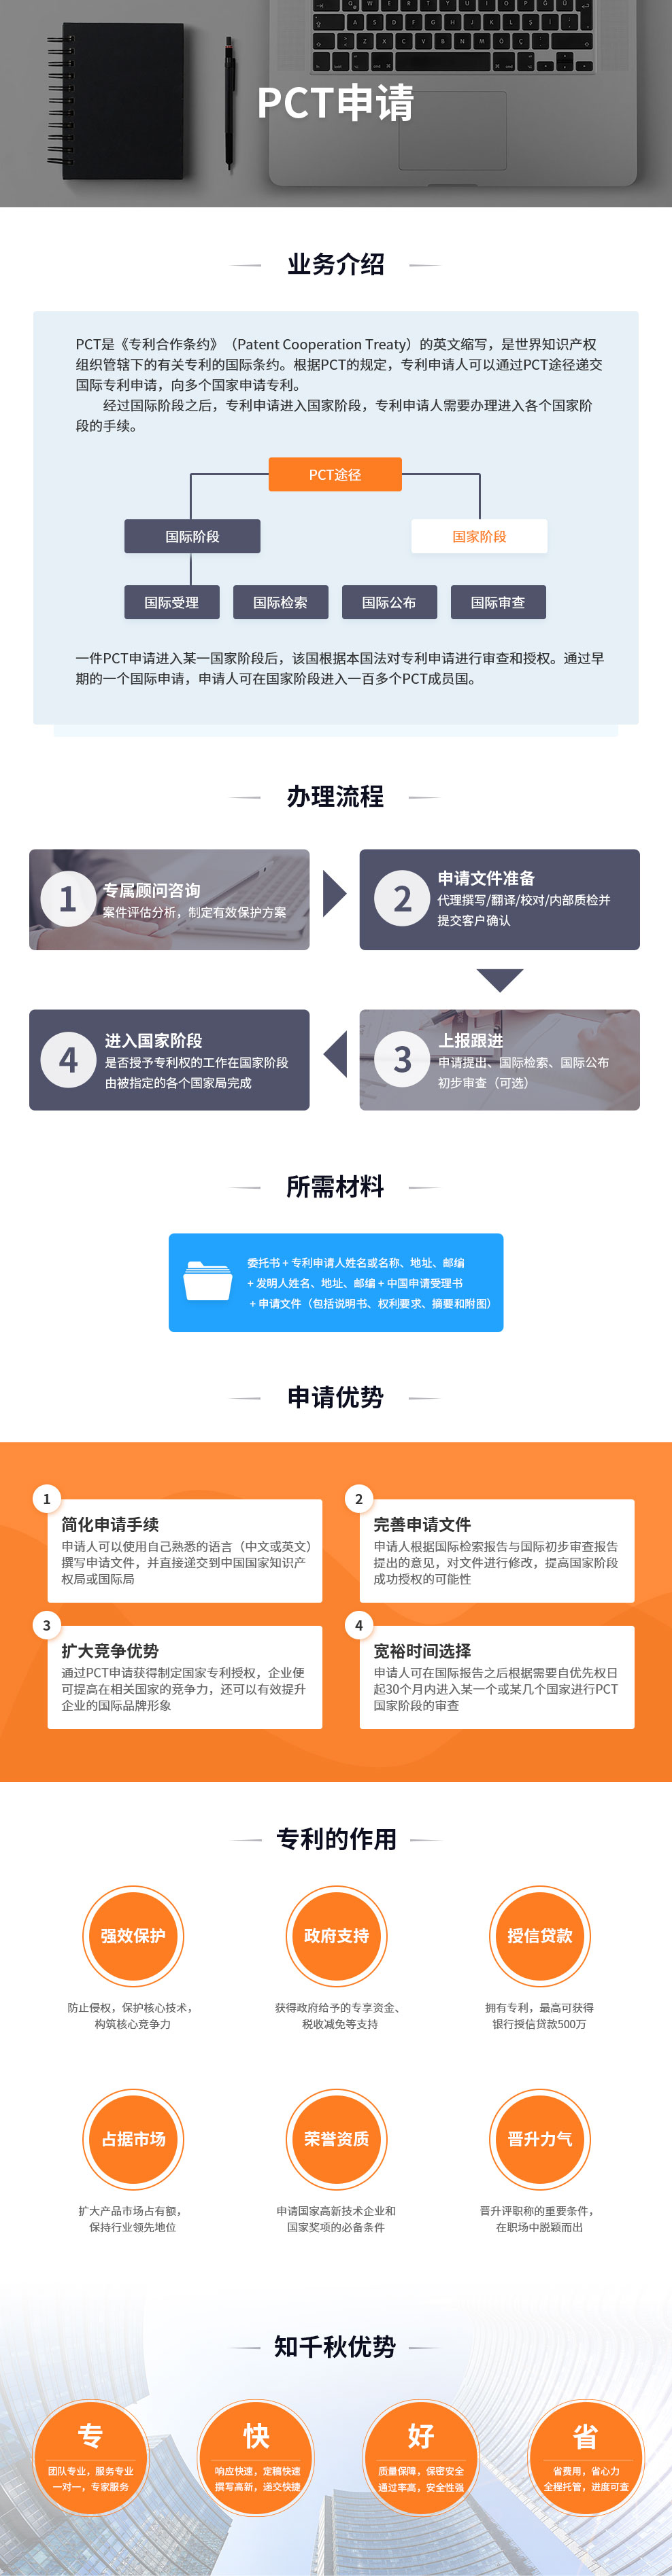 PCT申请
业务介绍
PCT是《专利合作条约》（Patent Cooperation Treaty）的英文缩写，是世界知识产权
组织管辖下的有关专利的国际条约。根据PCT的规定，专利申请人可以通过PCT途径递交
国际专利申请，向多个国家申请专利。
经过国际阶段之后，专利申请进入国家阶段，专利申请人需要办理进入各个国家阶
段的手续。
PCT途径
国际阶段
国家阶段
国际受理
国际检索
国际公布
国际审查
一件PCT申请进入某一国家阶段后，该国根据本国法对专利申请进行审查和授权。通过早
期的一个国际申请，申请人可在国家阶段进入一百多个PCT成员国。
办理流程
1
专属顾问咨询
案件评估分析，制定有效保护方案
2
申请文件准备
代理撰写/翻译/校对/内部质检并
提交客户确认
4
进入国家阶段
是否授予专利权的工作在国家阶段
由被指定的各个国家局完成
3
上报跟进
申请提出、国际检索、国际公布
初步审查（可选）
所需材料
委托书 + 专利申请人姓名或名称、地址、邮编
+ 发明人姓名、地址、邮编 + 中国申请受理书
+ 申请文件（包括说明书、权利要求、摘要和附图）
申请优势
1
简化申请手续
申请人可以使用自己熟悉的语言（中文或英文）
撰写申请文件，并直接递交到中国国家知识产
权局或国际局
2
完善申请文件
申请人根据国际检索报告与国际初步审查报告
提出的意见，对文件进行修改，提高国家阶段
成功授权的可能性
3
扩大竞争优势
通过PCT申请获得制定国家专利授权，企业便
可提高在相关国家的竞争力，还可以有效提升
企业的国际品牌形象
4
宽裕时间选择
申请人可在国际报告之后根据需要自优先权日
起30个月内进入某一个或某几个国家进行PCT
国家阶段的审查
专利的作用
强效保护
防止侵权，保护核心技术，
构筑核心竞争力
政府支持
获得政府给予的专享资金、
税收减免等支持
授信贷款
拥有专利，最高可获得
银行授信贷款500万
占据市场
扩大产品市场占有额，
保持行业领先地位
荣誉资质
申请国家高新技术企业和
国家奖项的必备条件
晋升力气
晋升评职称的重要条件，
在职场中脱颖而出
知千秋优势
专
团队专业，服务专业
一对一，专家服务
快
响应快速，定稿快速
撰写高新，递交快捷
好
质量保障，保密安全
通过率高，安全性强
省
省费用，省心力
全程托管，进度可查